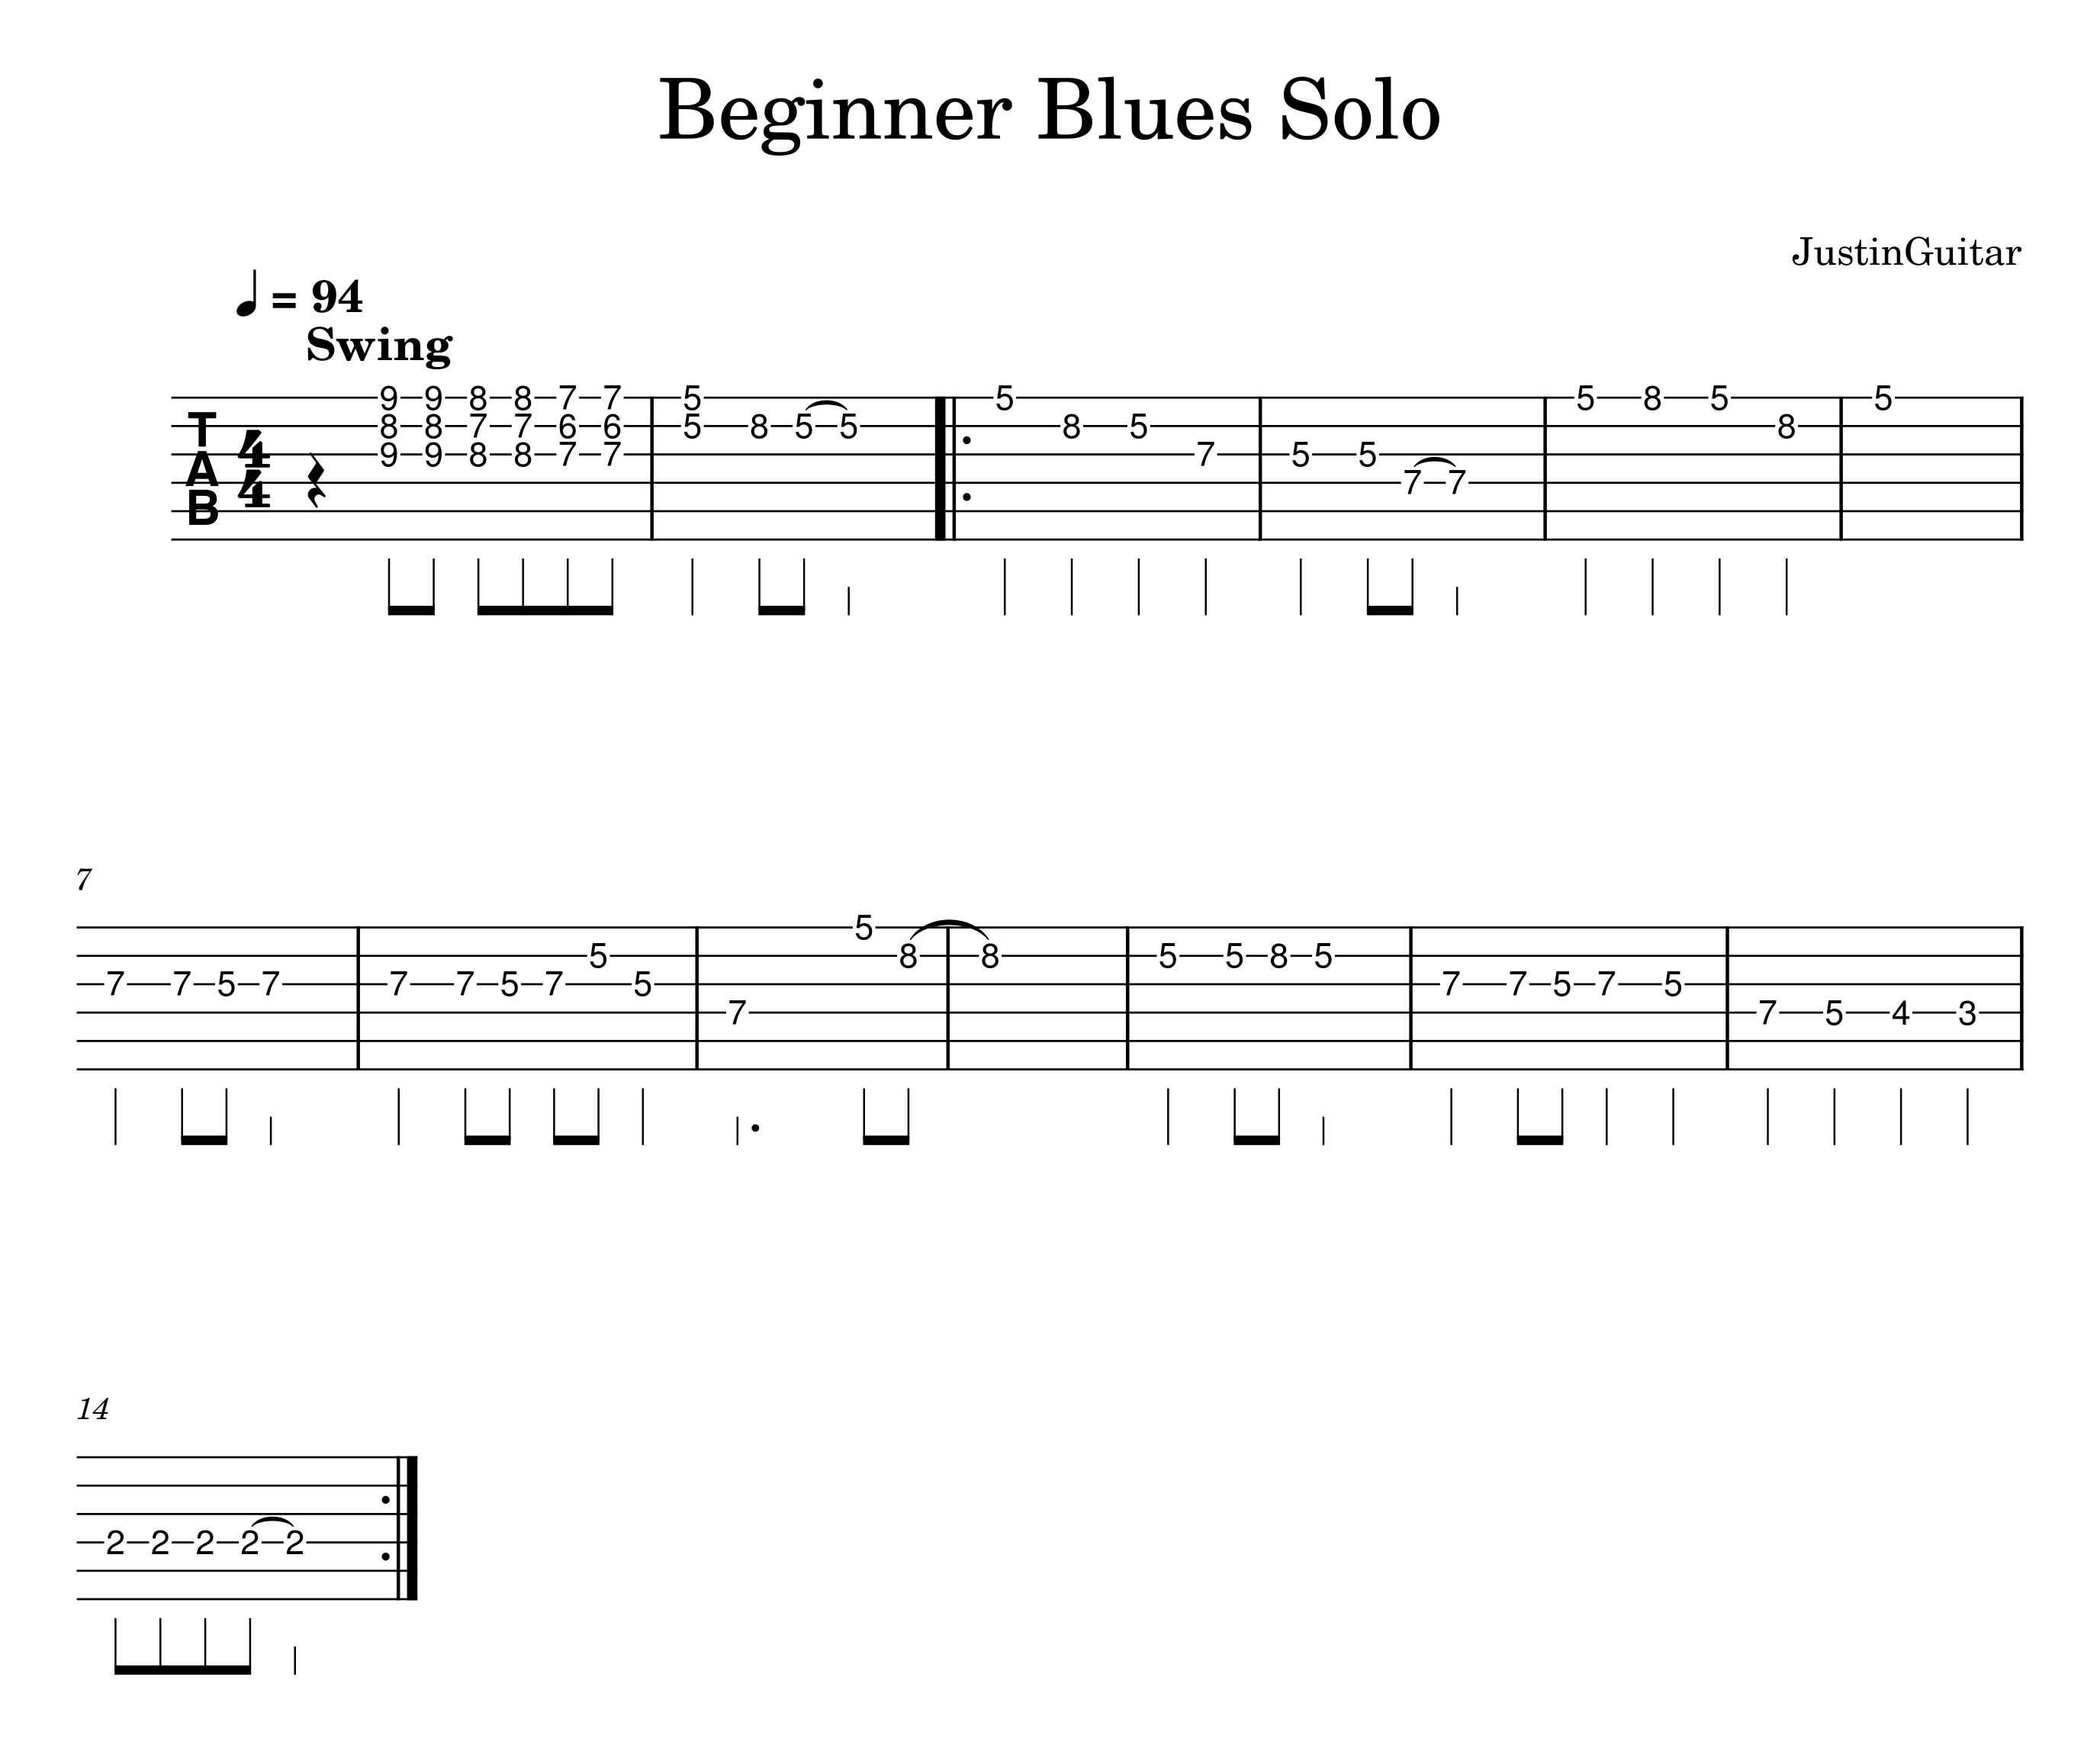 Beginner Blues Solo
JustinGuitar
= 94
Swing
TAB
4
4
9 9 8 8 7 7 5 5 5 8 5 5
8 8 7 7 6 6 5 8 5 5 8 5 8
9 9 8 8 7 7 7 5 5
7 7
7
5
5 8 8 5 5 8 5
7 7 5 7 7 7 5 7 5 7 7 5 7 5
7 7 5 4 3
14
2 2 2 2 2